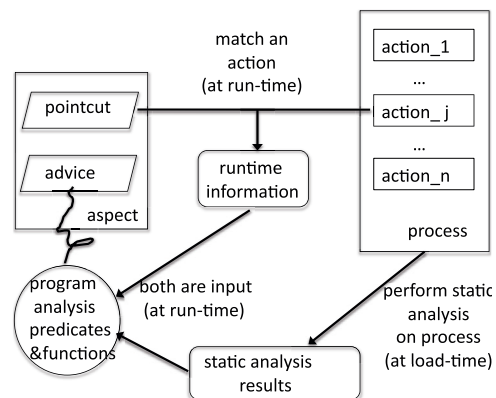 match an
action
(at run-time)
action_1
...
action_ j
...
action_n
process
pointcut
advice
aspect
runtime
information
program
analysis
predicates
&functions
both are input
(at run-time)
perform static
analysis
on process
(at load-time)
static analysis
results